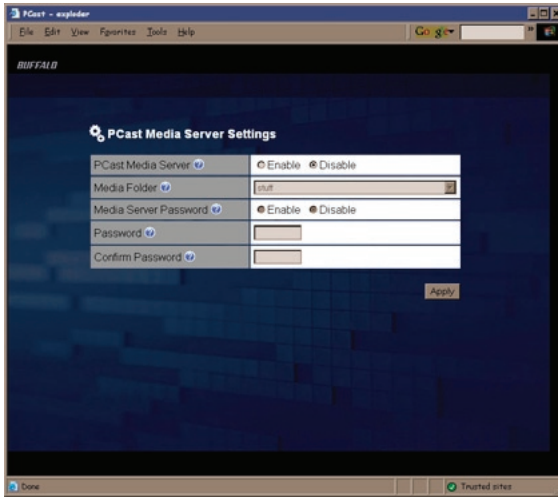 PCast - exploder
File Edit View Favorites Tools Help Google
BUFFALO
PCast Media Server Settings
PCast Media Server ? Enable Disable
Media Folder ? stuff
Media Server Password ? Enable Disable
Password ?
Confirm Password ?
Apply
Done Trusted sites